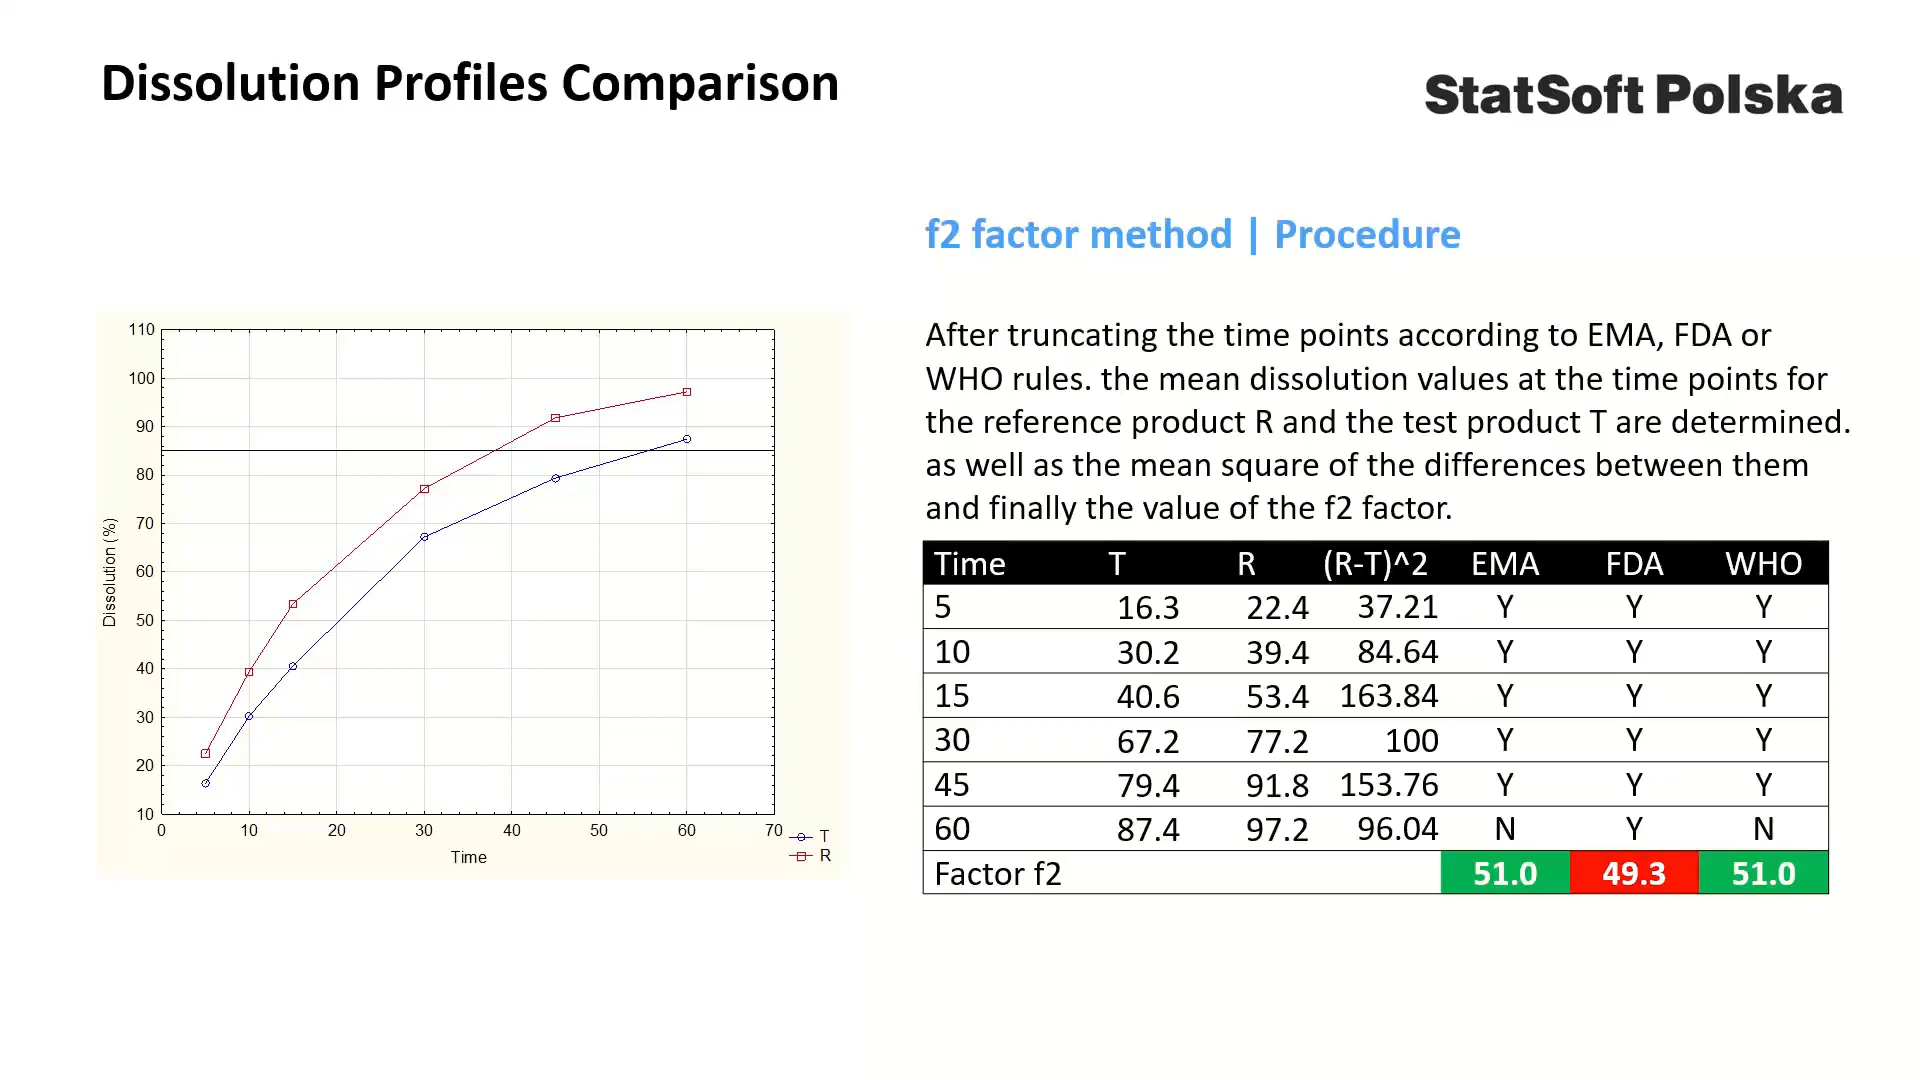 Dissolution Profiles Comparison
StatSoft Polska
f2 factor method | Procedure
After truncating the time points according to EMA, FDA or
WHO rules. the mean dissolution values at the time points for
the reference product R and the test product T are determined.
as well as the mean square of the differences between them
and finally the value of the f2 factor.
Time T R (R-T)^2 EMA FDA WHO
5 16.3 22.4 37.21 Y Y Y
10 30.2 39.4 84.64 Y Y Y
15 40.6 53.4 163.84 Y Y Y
30 67.2 77.2 100 Y Y Y
45 79.4 91.8 153.76 Y Y Y
60 87.4 97.2 96.04 N Y N
Factor f2 51.0 49.3 51.0
110
100
90
80
70
60
50
40
30
20
10
Dissolution (%)
0 10 20 30 40 50 60 70
Time
T
R